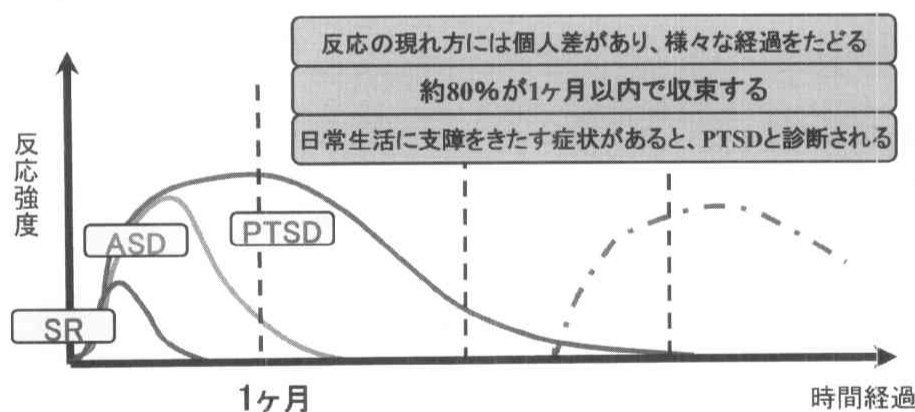 反応の現れ方には個人差があり、様々な経過をたどる
約80%が1ヶ月以内で収束する
日常生活に支障をきたす症状があると、PTSDと診断される
反応強度
ASD
PTSD
SR
1ヶ月
時間経過